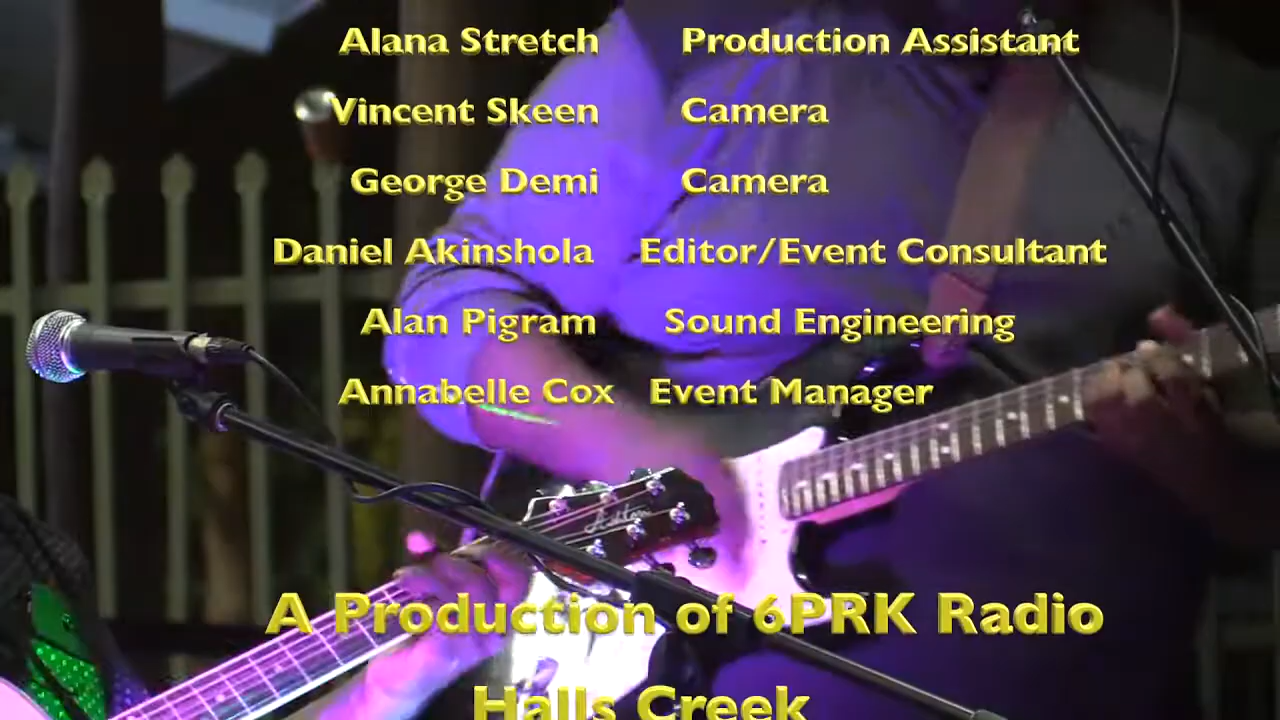 Alana Stretch Production Assistant
Vincent Skeen Camera
George Demi Camera
Daniel Akinshola Editor/Event Consultant
Alan Pigram Sound Engineering
Annabelle Cox Event Manager
Ashton
A Production of 6PRK Radio
Halls Creek